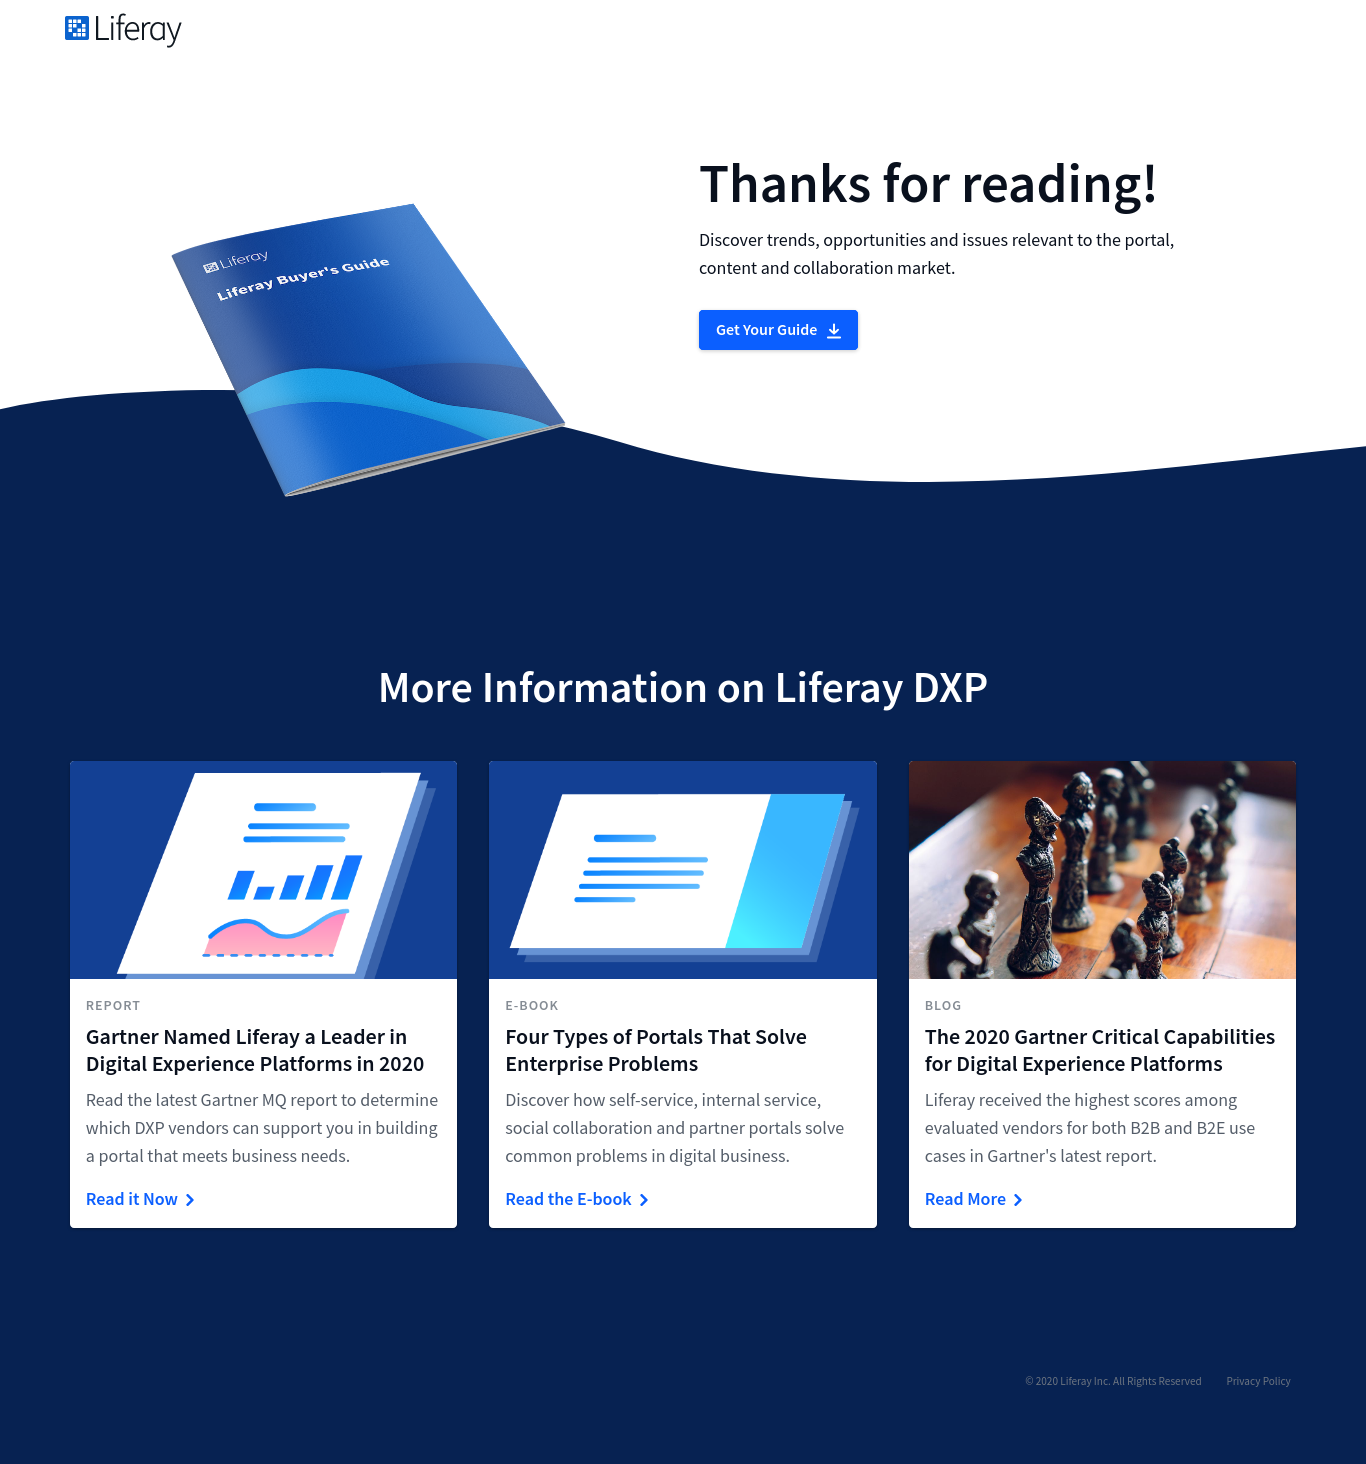 Liferay
Thanks for reading!
Discover trends, opportunities and issues relevant to the portal,
content and collaboration market.
Get Your Guide
Liferay
Liferay Buyer's Guide
More Information on Liferay DXP
REPORT
Gartner Named Liferay a Leader in
Digital Experience Platforms in 2020
Read the latest Gartner MQ report to determine
which DXP vendors can support you in building
a portal that meets business needs.
Read it Now
E-BOOK
Four Types of Portals That Solve
Enterprise Problems
Discover how self-service, internal service,
social collaboration and partner portals solve
common problems in digital business.
Read the E-book
BLOG
The 2020 Gartner Critical Capabilities
for Digital Experience Platforms
Liferay received the highest scores among
evaluated vendors for both B2B and B2E use
cases in Gartner's latest report.
Read More
© 2020 Liferay Inc. All Rights Reserved
Privacy Policy